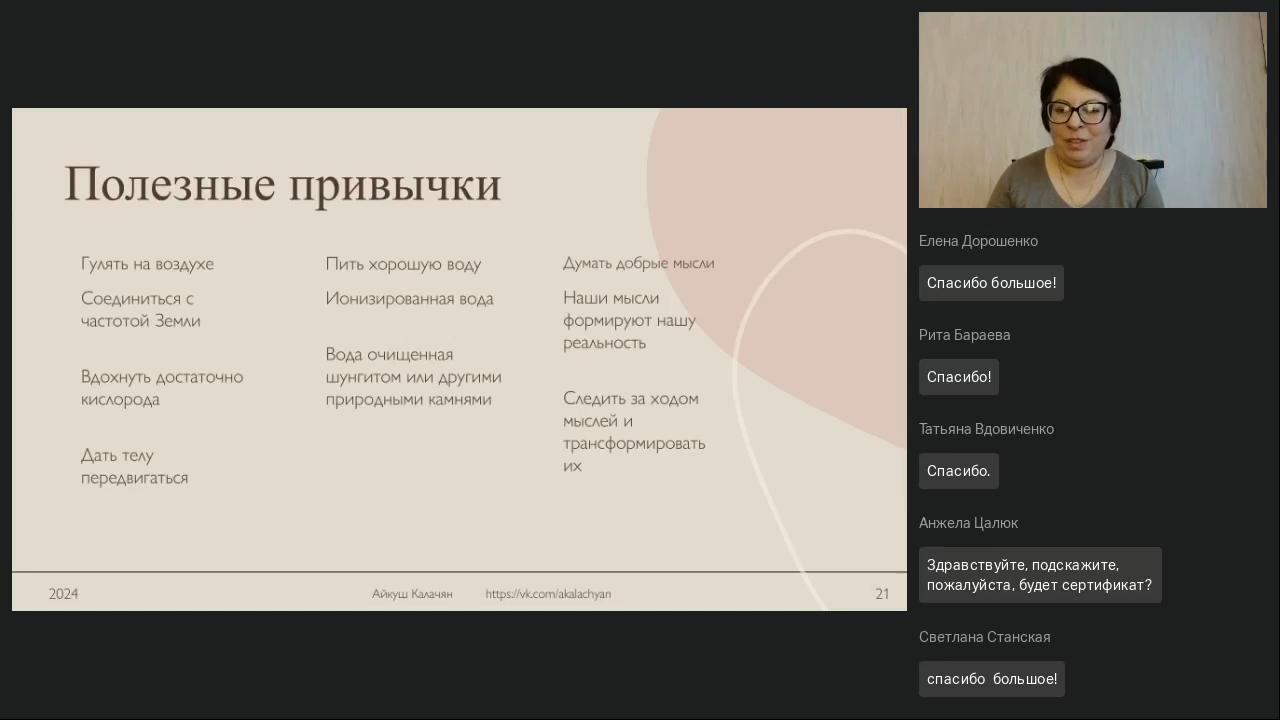 Полезные привычки
Гулять на воздухе
Соединиться с
частотой Земли
Вдохнуть достаточно
кислорода
Дать телу
передвигаться
Пить хорошую воду
Ионизированная вода
Вода очищенная
шунгитом или другими
природными камнями
Думать добрые мысли
Наши мысли
формируют нашу
реальность
Следить за ходом
мыслей и
трансформировать
их
2024
Айкуш Калачян
https://vk.com/akalachyan
21
Елена Дорошенко
Спасибо большое!
Рита Бараева
Спасибо!
Татьяна Вдовиченко
Спасибо.
Анжела Цалюк
Здравствуйте, подскажите,
пожалуйста, будет сертификат?
Светлана Станская
спасибо  большое!